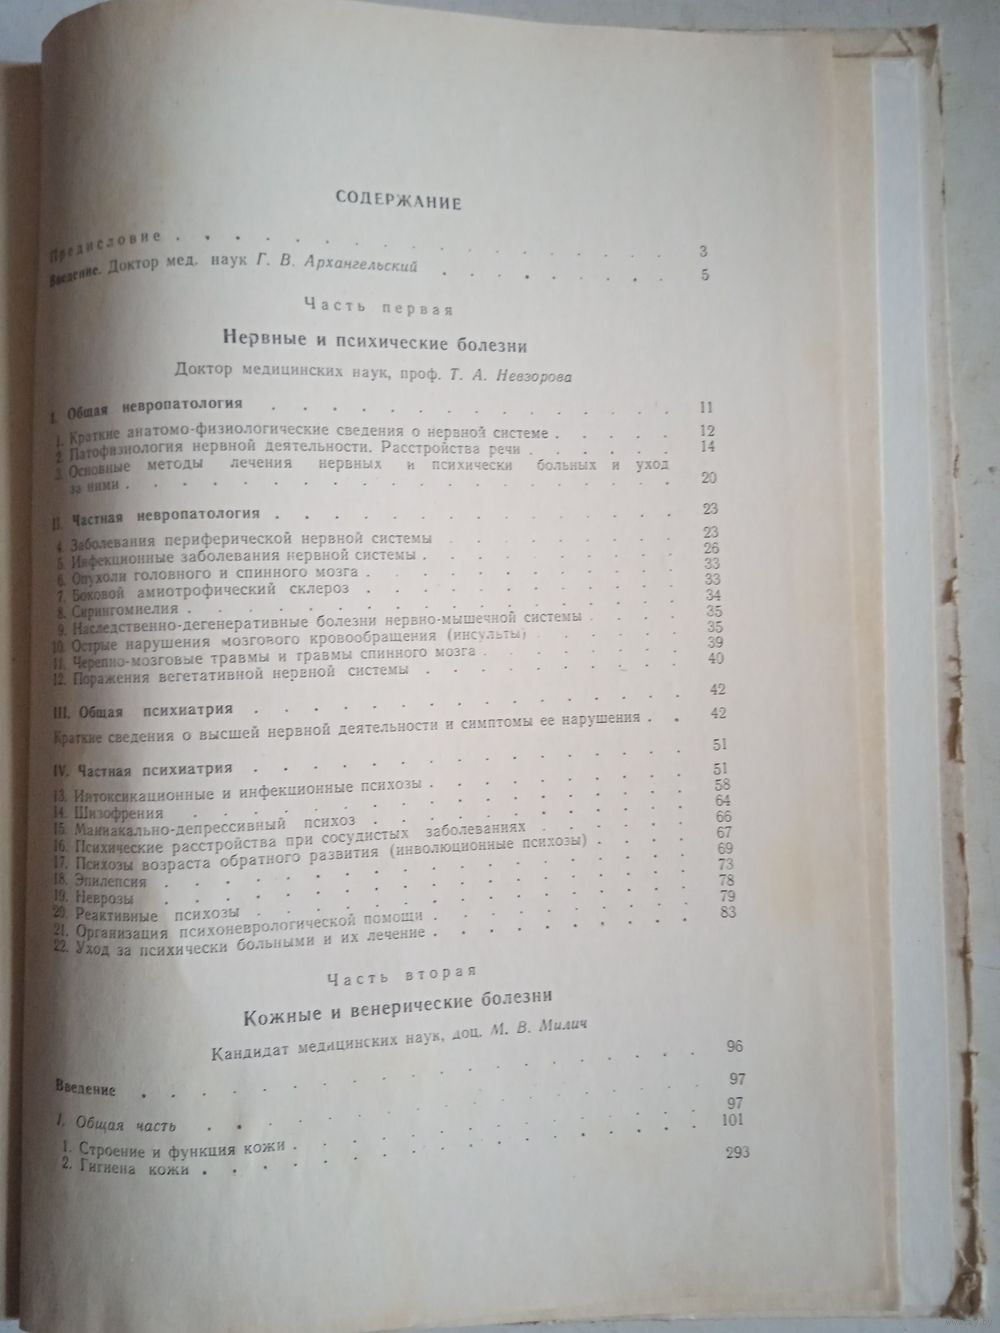 СОДЕРЖАНИЕ
Предисловие . . . . . . . . . . . . . . . . . 3
Введение. Доктор мед. наук Г. В. Архангельский . . . . . . . . 5
Часть первая
Нервные и психические болезни
Доктор медицинских наук, проф. Т. А. Невзорова
I. Общая невропатология . . . . . . . . . . . . . . 11
1. Краткие анатомо-физиологические сведения о нервной системе . . . . . 12
2. Патофизиология нервной деятельности. Расстройства речи . . . . . . 14
3. Основные методы лечения нервных и психически больных и уход
за ними . . . . . . . . . . . . . . . . . . . 20
II. Частная невропатология . . . . . . . . . . . . . . 23
4. Заболевания периферической нервной системы . . . . . . . . 23
5. Инфекционные заболевания нервной системы . . . . . . . . . 26
6. Опухоли головного и спинного мозга . . . . . . . . . . . 33
7. Боковой амиотрофический склероз . . . . . . . . . . . 33
8. Сирингомиелия . . . . . . . . . . . . . . . . . 34
9. Наследственно-дегенеративные болезни нервно-мышечной системы . . . . 35
10. Острые нарушения мозгового кровообращения (инсульты) . . . . . 35
11. Черепно-мозговые травмы и травмы спинного мозга . . . . . . . 39
12. Поражения вегетативной нервной системы . . . . . . . . . 40
III. Общая психиатрия . . . . . . . . . . . . . . . 42
Краткие сведения о высшей нервной деятельности и симптомы ее нарушения . . 42
IV. Частная психиатрия . . . . . . . . . . . . . . . 51
13. Интоксикационные и инфекционные психозы . . . . . . . . . 51
14. Шизофрения . . . . . . . . . . . . . . . . . 58
15. Маниакально-депрессивный психоз . . . . . . . . . . . 64
16. Психические расстройства при сосудистых заболеваниях . . . . . 66
17. Психозы возраста обратного развития (инволюционные психозы) . . . . 67
18. Эпилепсия . . . . . . . . . . . . . . . . . . 69
19. Неврозы . . . . . . . . . . . . . . . . . . 73
20. Реактивные психозы . . . . . . . . . . . . . . . 78
21. Организация психоневрологической помощи . . . . . . . . . 79
22. Уход за психически больными и их лечение . . . . . . . . . 83
Часть вторая
Кожные и венерические болезни
Кандидат медицинских наук, доц. М. В. Милич
Введение . . . . . . . . . . . . . . . . . . . 96
I. Общая часть . . . . . . . . . . . . . . . . . 97
1. Строение и функция кожи . . . . . . . . . . . . . . 97
2. Гигиена кожи . . . . . . . . . . . . . . . . . 101
293